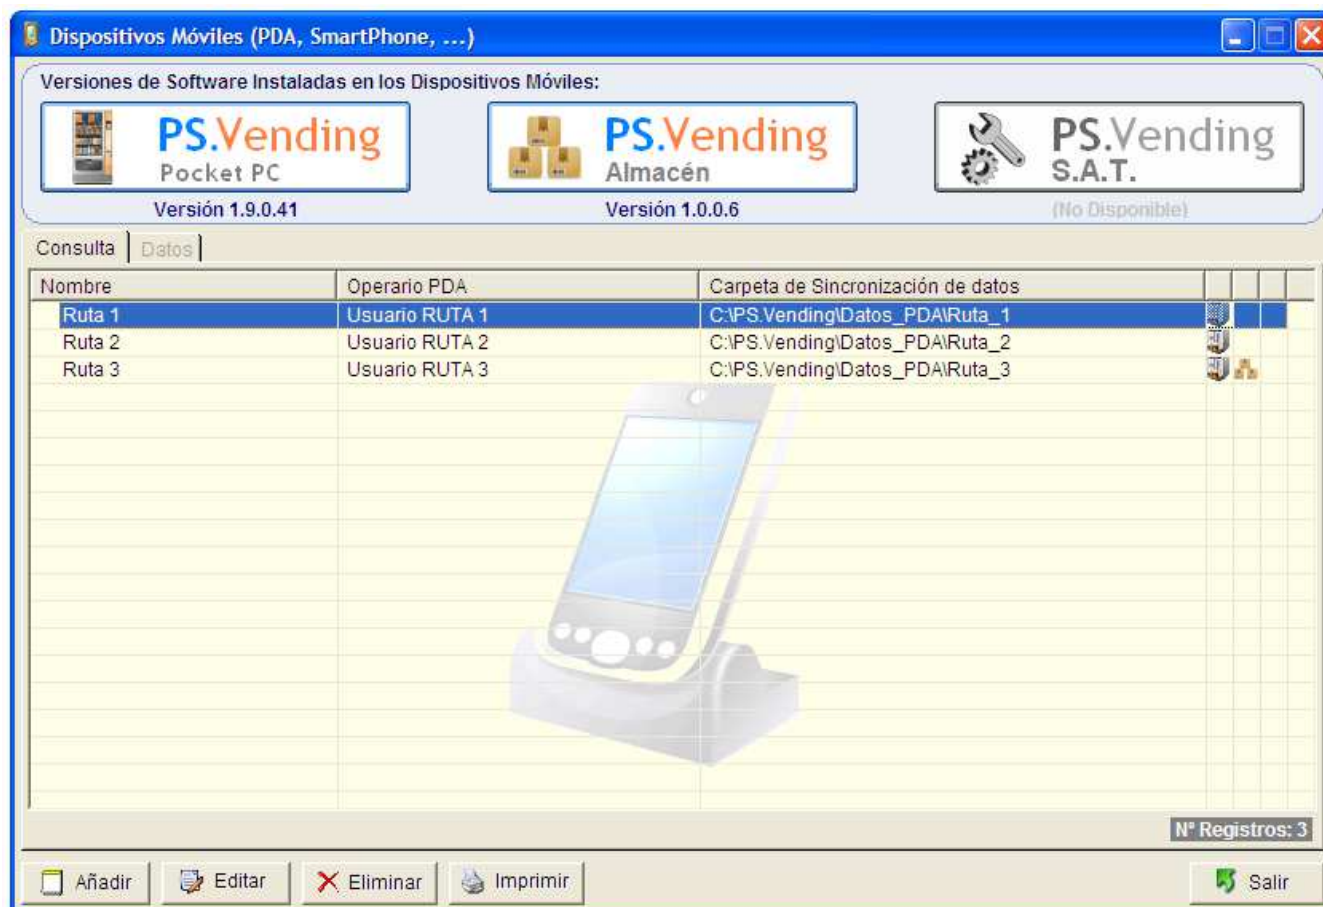 Dispositivos Móviles (PDA, SmartPhone, ...)
Versiones de Software Instaladas en los Dispositivos Móviles:
PS.Vending PS.Vending PS.Vending
Pocket PC Almacén S.A.T.
Versión 1.9.0.41 Versión 1.0.0.6 (No Disponible)
Consulta Datos
Nombre Operario PDA Carpeta de Sincronización de datos
Ruta 1 Usuario RUTA 1 C:\PS.Vending\Datos_PDA\Ruta_1
Ruta 2 Usuario RUTA 2 C:\PS.Vending\Datos_PDA\Ruta_2
Ruta 3 Usuario RUTA 3 C:\PS.Vending\Datos_PDA\Ruta_3
Nº Registros: 3
Añadir Editar Eliminar Imprimir Salir